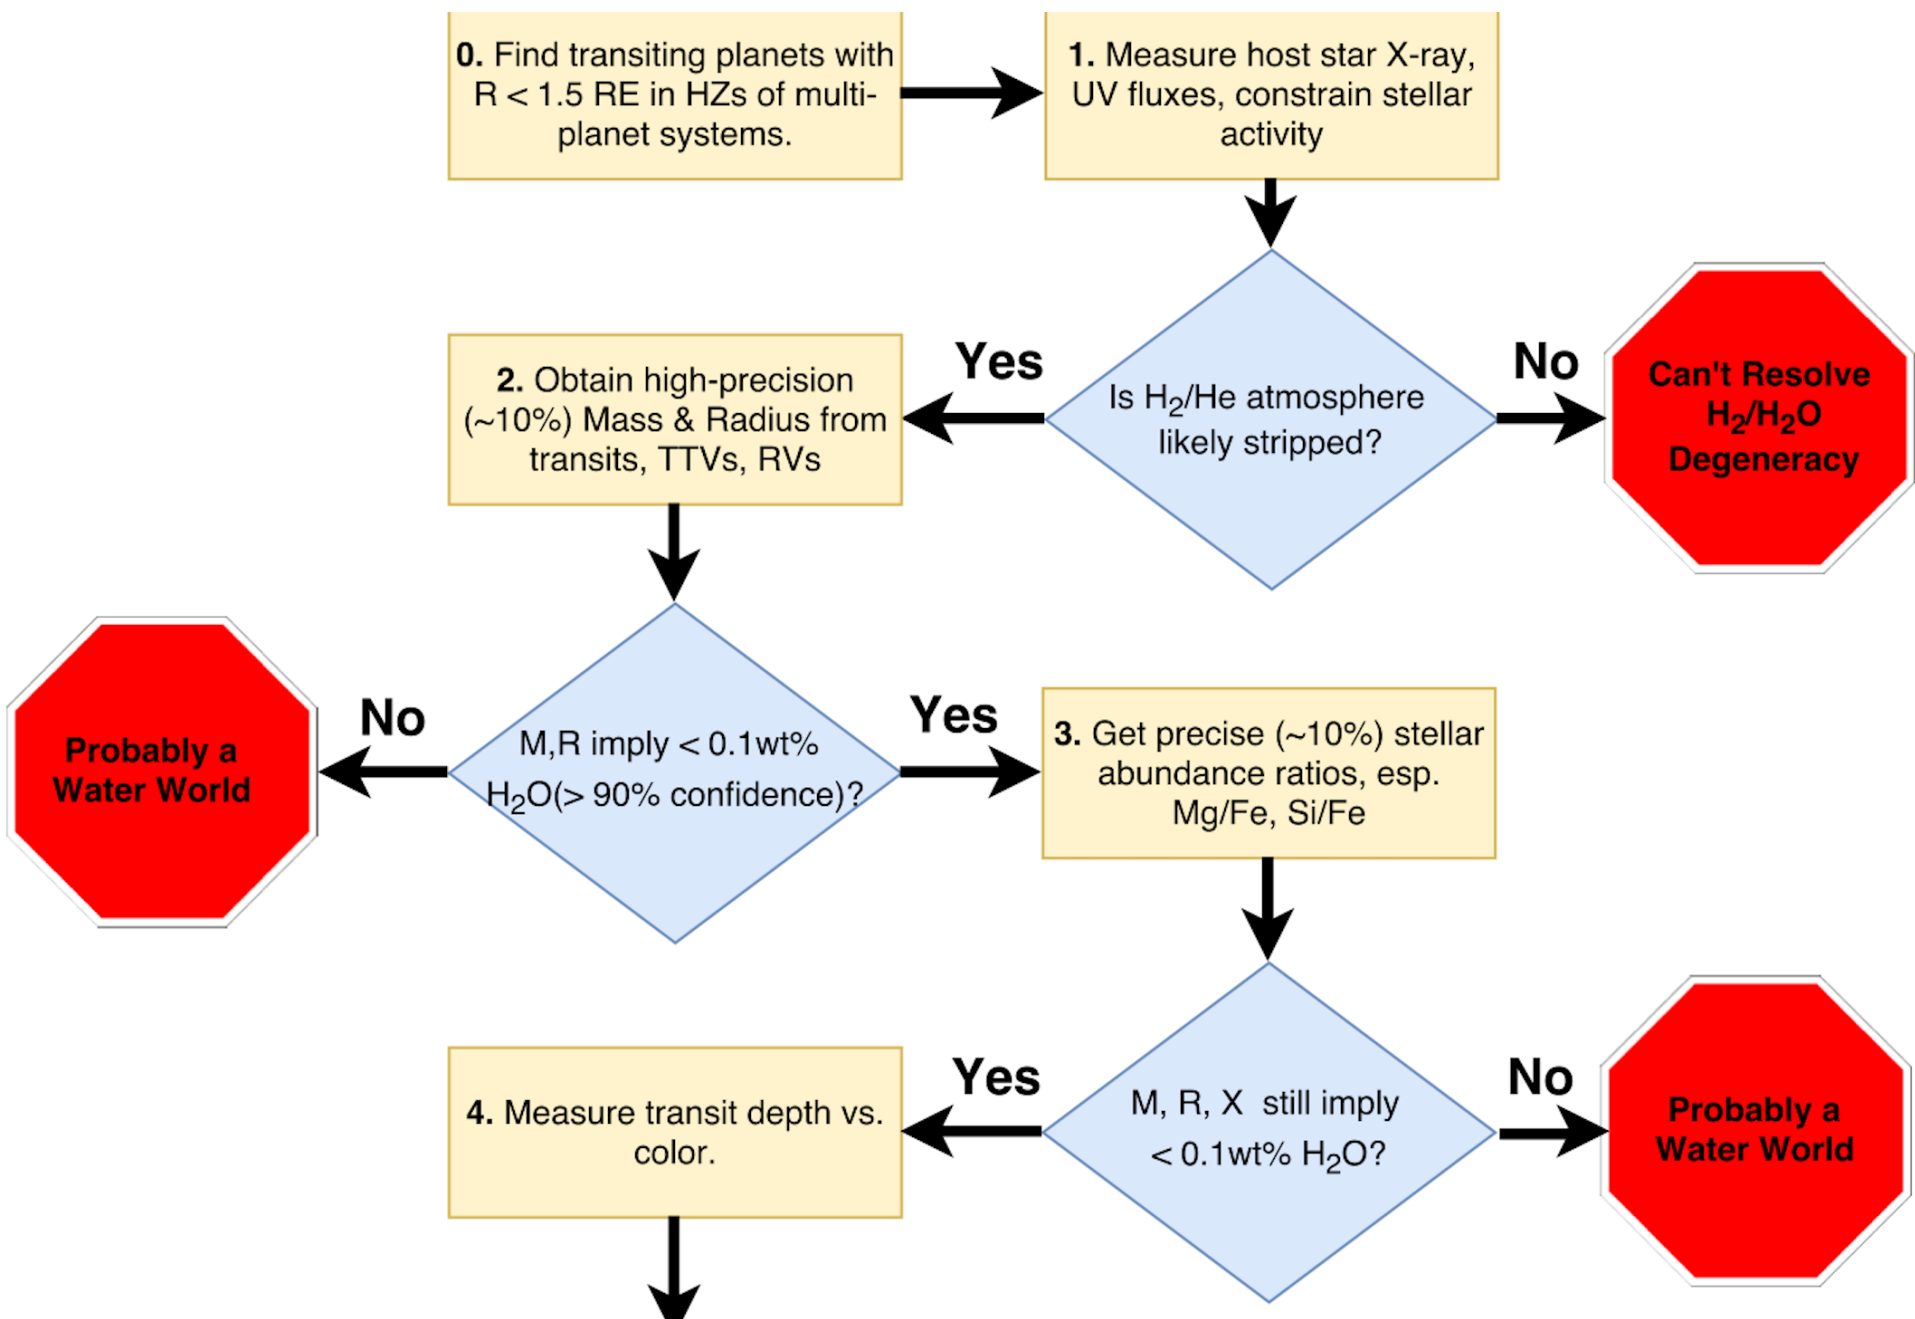 0. Find transiting planets with
R < 1.5 RE in HZs of multi-
planet systems.
1. Measure host star X-ray,
UV fluxes, constrain stellar
activity
Is H₂/He atmosphere
likely stripped?
Yes
No
Can't Resolve
H₂/H₂O
Degeneracy
2. Obtain high-precision
(~10%) Mass & Radius from
transits, TTVs, RVs
M,R imply < 0.1wt%
H₂O(> 90% confidence)?
No
Probably a
Water World
Yes
3. Get precise (~10%) stellar
abundance ratios, esp.
Mg/Fe, Si/Fe
M, R, X still imply
< 0.1wt% H₂O?
No
Probably a
Water World
Yes
4. Measure transit depth vs.
color.